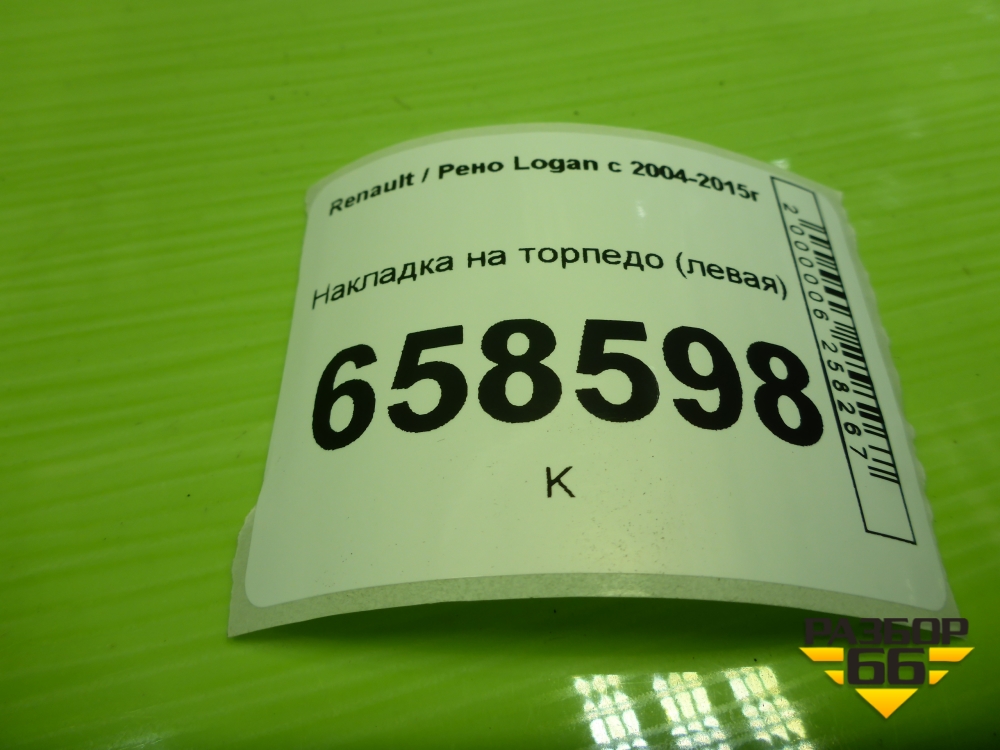 Renault / Рено Logan с 2004-2015г
Накладка на торпедо (левая)
658598
К
2000006258267
РАЗБОР
66